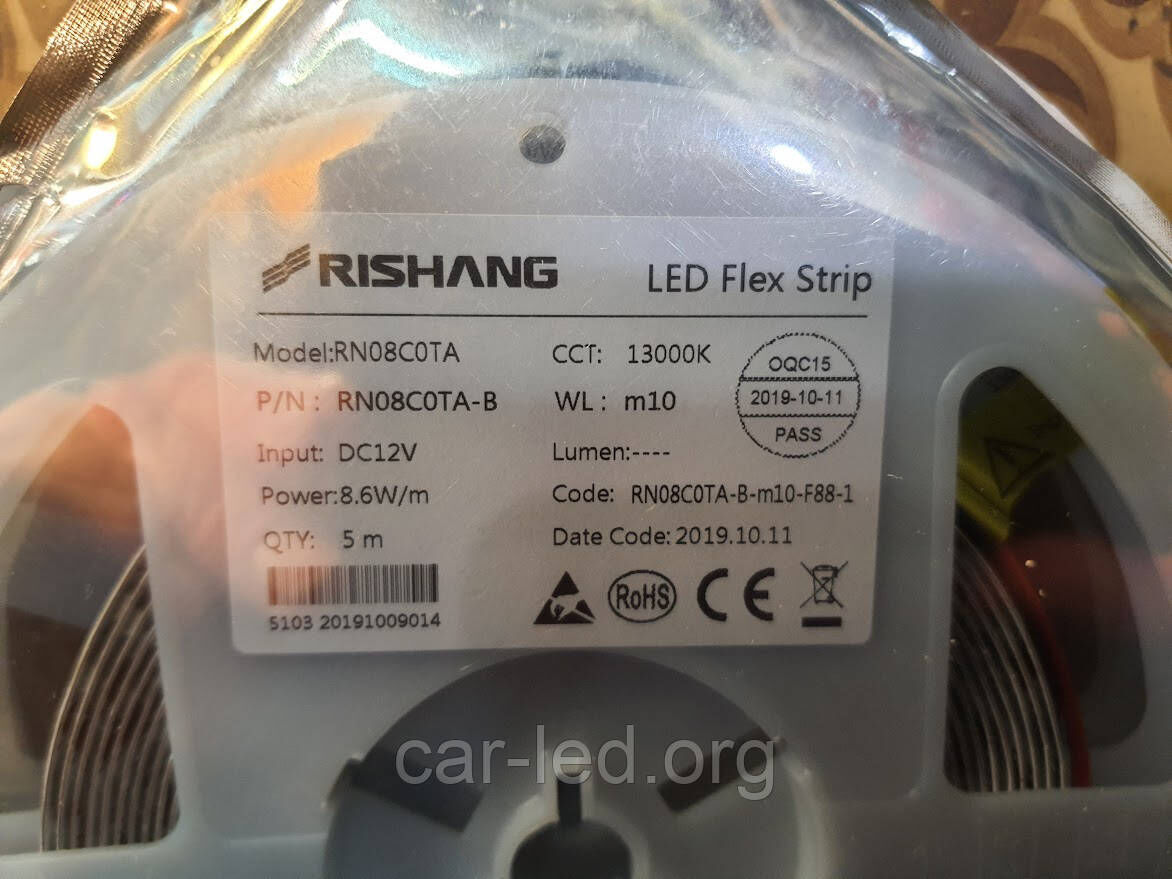 RISHANG
LED Flex Strip
Model:RN08C0TA
CCT: 13000K
P/N : RN08C0TA-B
WL : m10
OQC15
2019-10-11
PASS
Input: DC12V
Lumen:----
Power:8.6W/m
Code: RN08C0TA-B-m10-F88-1
QTY: 5 m
Date Code: 2019.10.11
5103 20191009014
RoHS
CE
car-led.org